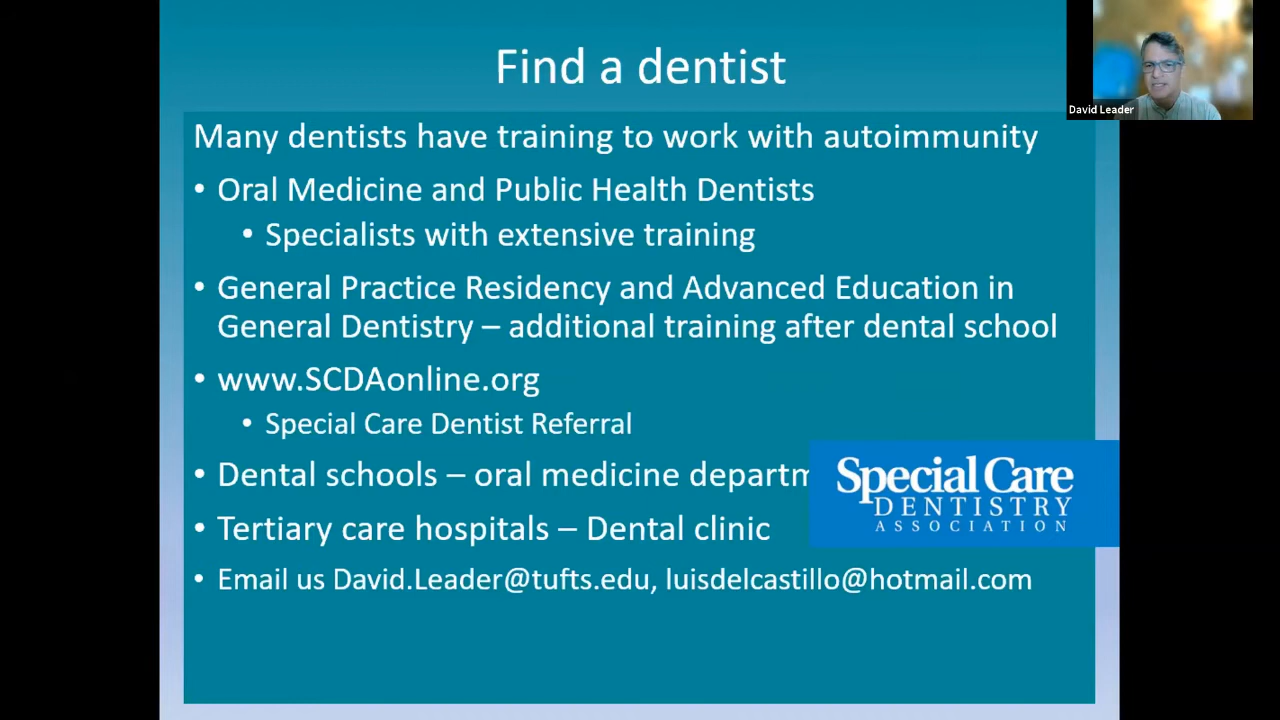 Find a dentist
David Leader
Many dentists have training to work with autoimmunity
• Oral Medicine and Public Health Dentists
• Specialists with extensive training
• General Practice Residency and Advanced Education in
General Dentistry – additional training after dental school
• www.SCDAonline.org
• Special Care Dentist Referral
• Dental schools – oral medicine departm
Special Care
DENTISTRY
ASSOCIATION
• Tertiary care hospitals – Dental clinic
• Email us David.Leader@tufts.edu, luisdelcastillo@hotmail.com